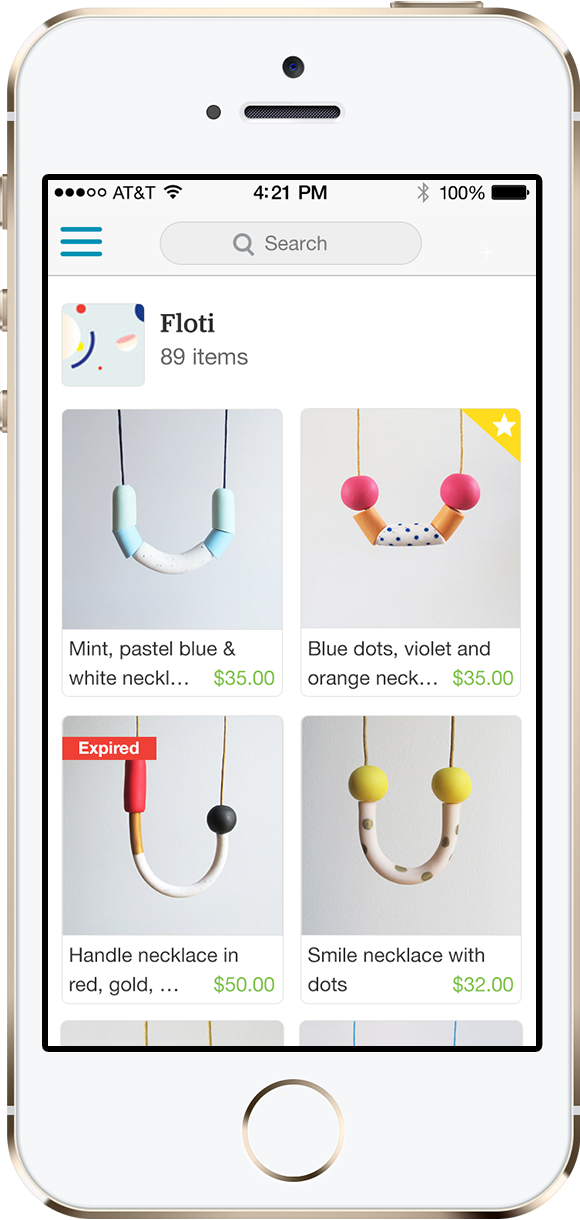 AT&T 4:21 PM 100%
Search
Floti
89 items
Mint, pastel blue &
white neckl... $35.00
Blue dots, violet and
orange neck... $35.00
Expired
Handle necklace in
red, gold, ... $50.00
Smile necklace with
dots $32.00